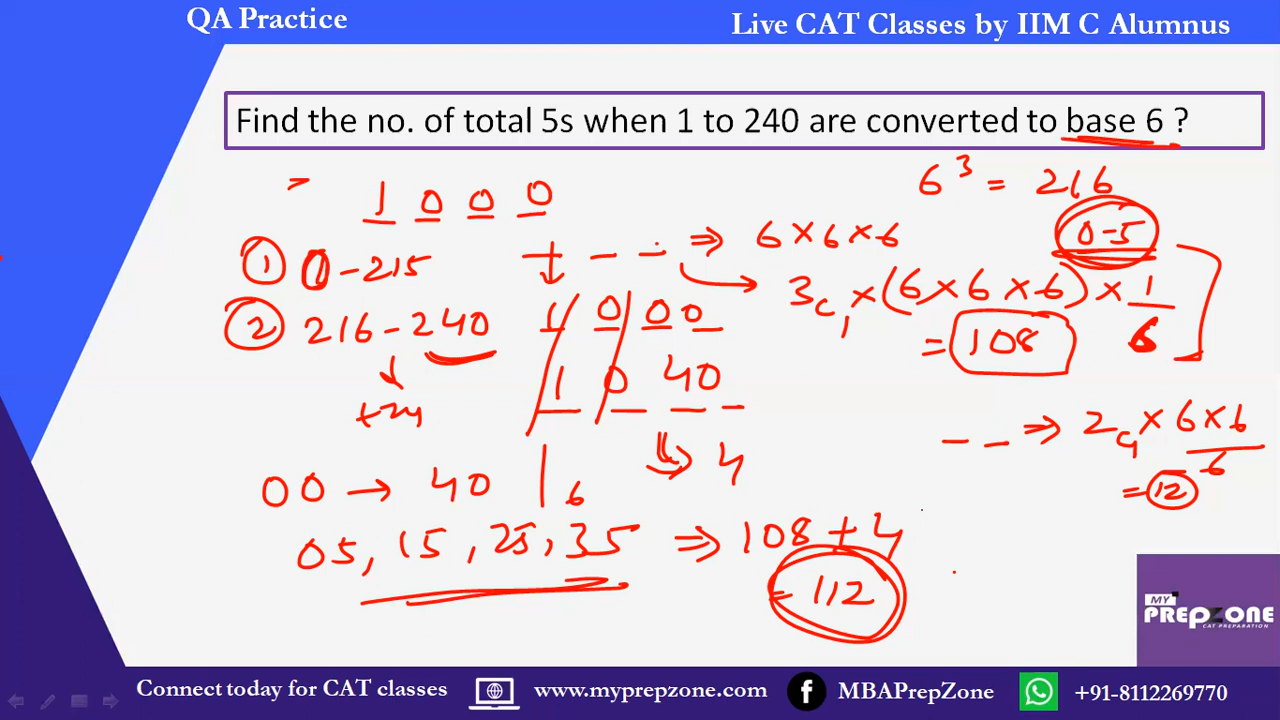 QA Practice
Live CAT Classes by IIM C Alumnus
Find the no. of total 5s when 1 to 240 are converted to base 6 ?
6³ = 216
1 0 0 0
0-5
① 0-215
⇒ 6×6×6
3c₁×(6×6×6)×1/6
② 216-240
1 0 0 0
= 108
1 0 40
+24
⇒ 2c₁×6×6/6
→ 4
= 12
00 → 40 | 6
05, 15, 25, 35 ⇒ 108+4
= 112
MY
PREPZONE
CAT PREPARATION
Connect today for CAT classes
www.myprepzone.com
MBAPrepZone
+91-8112269770